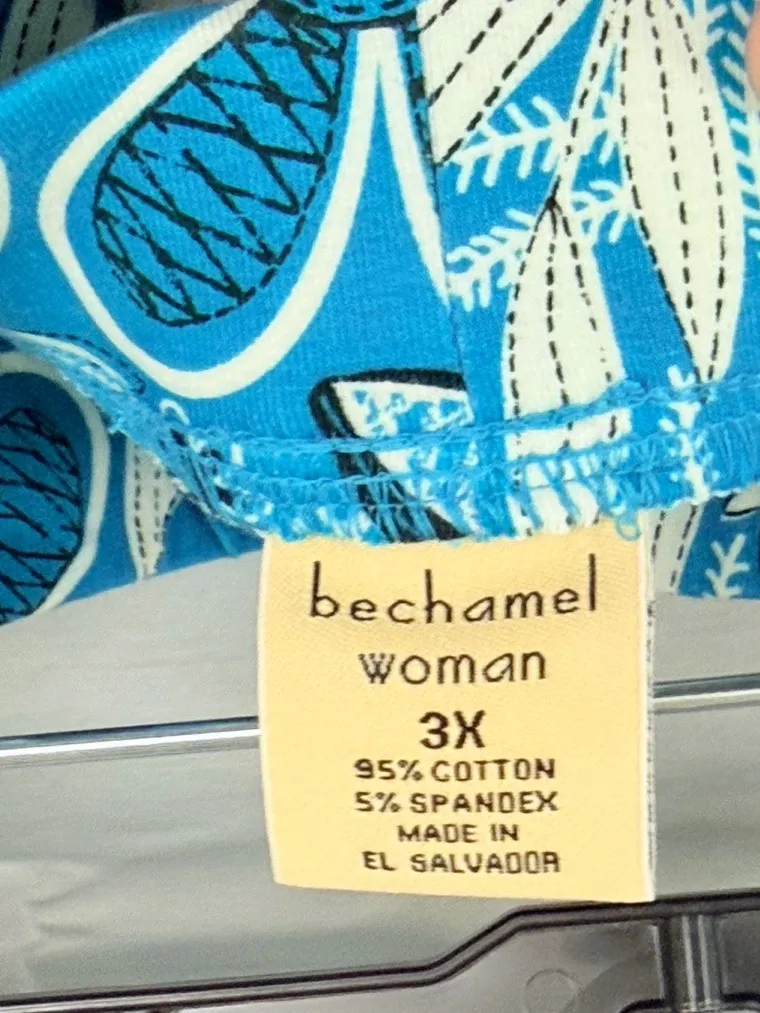 bechamel
woman
3X
95% COTTON
5% SPANDEX
MADE IN
EL SALVADOR